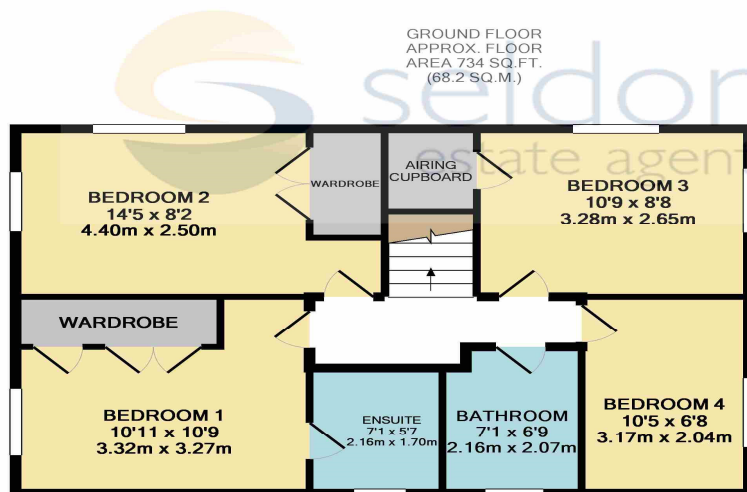 GROUND FLOOR
APPROX. FLOOR
AREA 734 SQ.FT.
(68.2 SQ.M.)
estate
BEDROOM 2
14'5 x 8'2
4.40m x 2.50m
WARDROBE
AIRING
CUPBOARD
BEDROOM 3
10'9 x 8'8
3.28m x 2.65m
WARDROBE
BEDROOM 1
10'11 x 10'9
3.32m x 3.27m
ENSUITE
7'1 x 5'7
2.16m x 1.70m
BATHROOM
7'1 x 6'9
2.16m x 2.07m
BEDROOM 4
10'5 x 6'8
3.17m x 2.04m